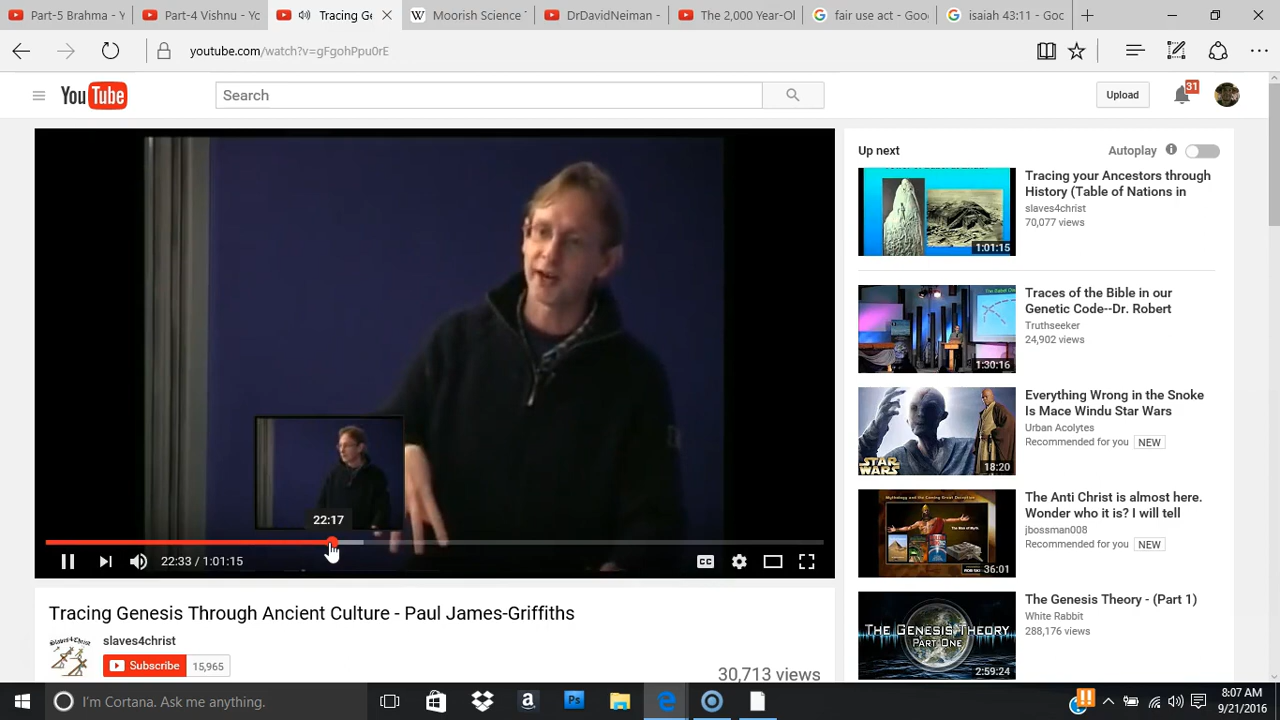 Part-5 Brahma -
Part-4 Vishnu - Yc
Tracing Ge
Moorish Science T
DrDavidNeiman -
The 2,000 Year-Ol
fair use act - Goo
isaiah 43:11 - Goo
youtube.com/watch?v=gFgohPpu0rE
YouTube
Search
Upload
31
Up next
Autoplay
Tracing your Ancestors through
History (Table of Nations in
slaves4christ
70,077 views
1:01:15
Traces of the Bible in our
Genetic Code--Dr. Robert
Truthseeker
24,902 views
1:30:16
Everything Wrong in the Snoke
Is Mace Windu Star Wars
Urban Acolytes
Recommended for you NEW
STAR WARS
18:20
The Anti Christ is almost here.
Wonder who it is? I will tell
jbossman008
Recommended for you NEW
36:01
The Genesis Theory - (Part 1)
White Rabbit
288,176 views
THE GENESIS THEORY
PART ONE
2:59:24
22:17
22:33 / 1:01:15
CC
Tracing Genesis Through Ancient Culture - Paul James-Griffiths
slaves4christ
Subscribe 15,965
30,713 views
I'm Cortana. Ask me anything.
8:07 AM
9/21/2016